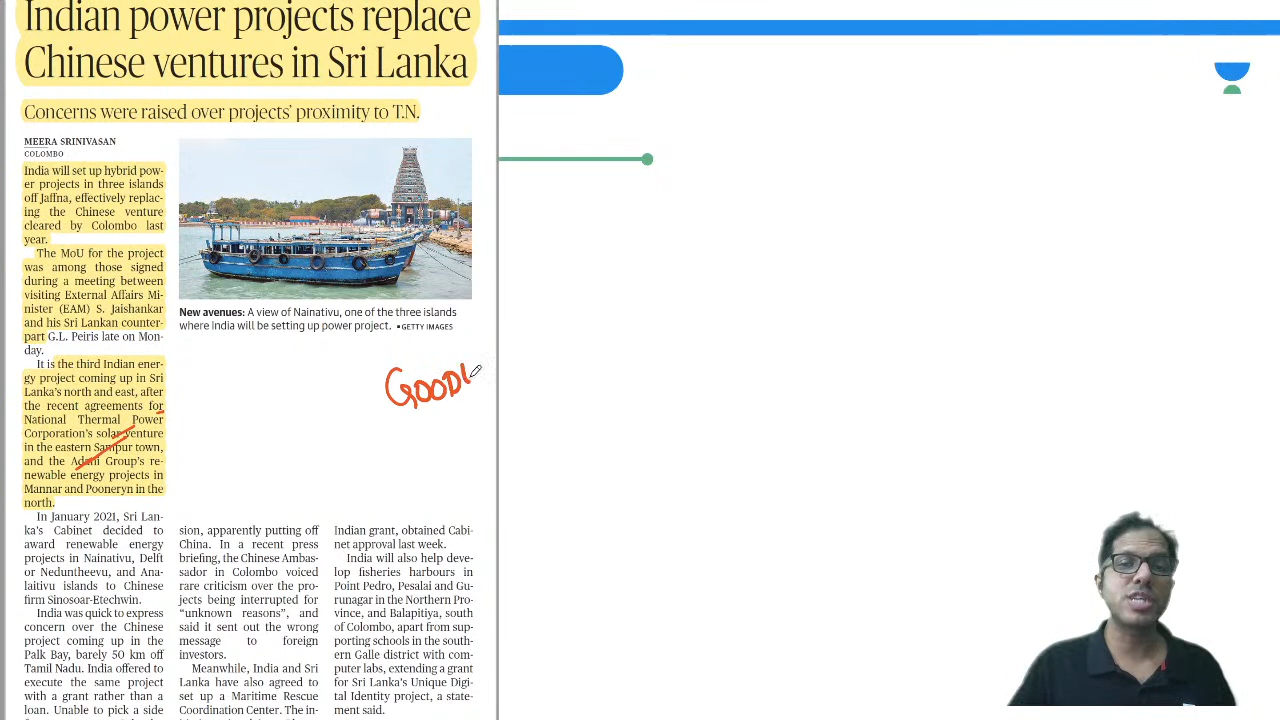 Indian power projects replace
Chinese ventures in Sri Lanka
Concerns were raised over projects' proximity to T.N.
MEERA SRINIVASAN
COLOMBO
India will set up hybrid pow-
er projects in three islands
off Jaffna, effectively replac-
ing the Chinese venture
cleared by Colombo last
year.
The MoU for the project
was among those signed
during a meeting between
visiting External Affairs Mi-
nister (EAM) S. Jaishankar
and his Sri Lankan counter-
part G.L. Peiris late on Mon-
day.
It is the third Indian ener-
gy project coming up in Sri
Lanka's north and east, after
the recent agreements for
National Thermal Power
Corporation's solar venture
in the eastern Sampur town,
and the Adani Group's re-
newable energy projects in
Mannar and Pooneryn in the
north.
In January 2021, Sri Lan-
ka's Cabinet decided to
award renewable energy
projects in Nainativu, Delft
or Neduntheevu, and Ana-
laitivu islands to Chinese
firm Sinosoar-Etechwin.
India was quick to express
concern over the Chinese
project coming up in the
Palk Bay, barely 50 km off
Tamil Nadu. India offered to
execute the same project
with a grant rather than a
loan. Unable to pick a side
New avenues: A view of Nainativu, one of the three islands
where India will be setting up power project. ▪GETTY IMAGES
GOOD
sion, apparently putting off
China. In a recent press
briefing, the Chinese Ambas-
sador in Colombo voiced
rare criticism over the pro-
jects being interrupted for
"unknown reasons", and
said it sent out the wrong
message to foreign
investors.
Meanwhile, India and Sri
Lanka have also agreed to
set up a Maritime Rescue
Coordination Center. The in-
Indian grant, obtained Cabi-
net approval last week.
India will also help deve-
lop fisheries harbours in
Point Pedro, Pesalai and Gu-
runagar in the Northern Pro-
vince, and Balapitiya, south
of Colombo, apart from sup-
porting schools in the south-
ern Galle district with com-
puter labs, extending a grant
for Sri Lanka's Unique Digi-
tal Identity project, a state-
ment said.